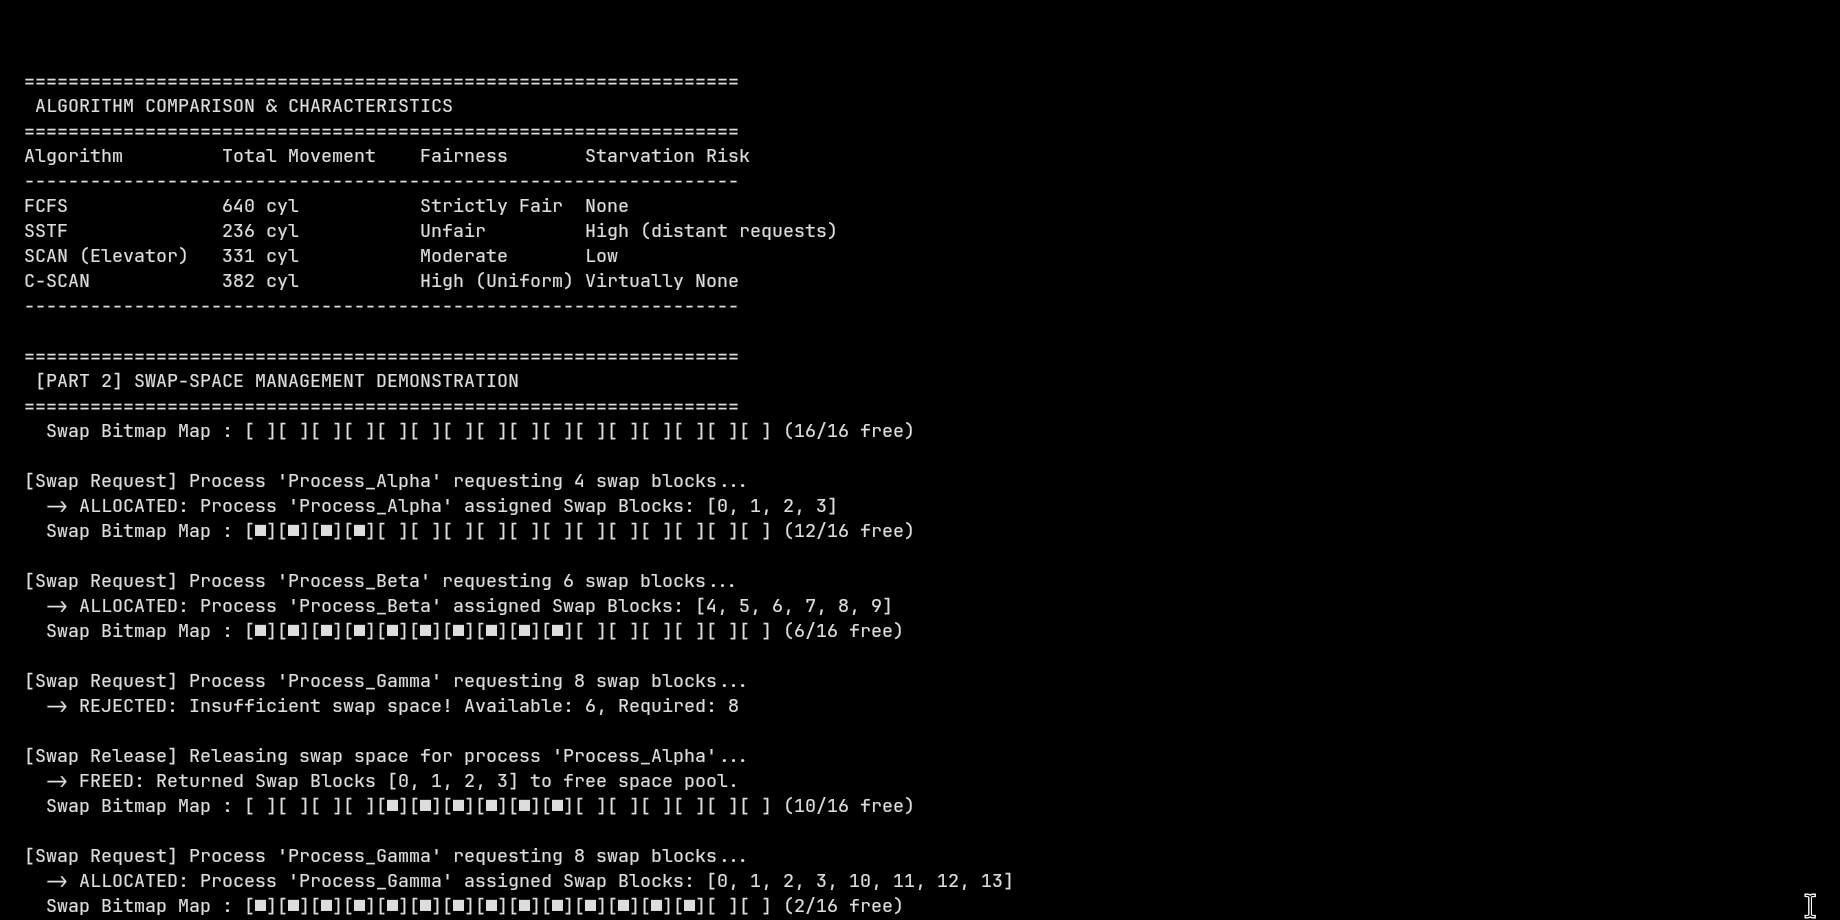 =================================================================
 ALGORITHM COMPARISON & CHARACTERISTICS
=================================================================
Algorithm         Total Movement    Fairness       Starvation Risk
-----------------------------------------------------------------
FCFS              640 cyl           Strictly Fair  None
SSTF              236 cyl           Unfair         High (distant requests)
SCAN (Elevator)   331 cyl           Moderate       Low
C-SCAN            382 cyl           High (Uniform) Virtually None
-----------------------------------------------------------------

=================================================================
 [PART 2] SWAP-SPACE MANAGEMENT DEMONSTRATION
=================================================================
  Swap Bitmap Map : [ ][ ][ ][ ][ ][ ][ ][ ][ ][ ][ ][ ][ ][ ][ ][ ] (16/16 free)

[Swap Request] Process 'Process_Alpha' requesting 4 swap blocks...
  -> ALLOCATED: Process 'Process_Alpha' assigned Swap Blocks: [0, 1, 2, 3]
  Swap Bitmap Map : [■][■][■][■][ ][ ][ ][ ][ ][ ][ ][ ][ ][ ][ ][ ] (12/16 free)

[Swap Request] Process 'Process_Beta' requesting 6 swap blocks...
  -> ALLOCATED: Process 'Process_Beta' assigned Swap Blocks: [4, 5, 6, 7, 8, 9]
  Swap Bitmap Map : [■][■][■][■][■][■][■][■][■][■][ ][ ][ ][ ][ ][ ] (6/16 free)

[Swap Request] Process 'Process_Gamma' requesting 8 swap blocks...
  -> REJECTED: Insufficient swap space! Available: 6, Required: 8

[Swap Release] Releasing swap space for process 'Process_Alpha'...
  -> FREED: Returned Swap Blocks [0, 1, 2, 3] to free space pool.
  Swap Bitmap Map : [ ][ ][ ][ ][■][■][■][■][■][■][ ][ ][ ][ ][ ][ ] (10/16 free)

[Swap Request] Process 'Process_Gamma' requesting 8 swap blocks...
  -> ALLOCATED: Process 'Process_Gamma' assigned Swap Blocks: [0, 1, 2, 3, 10, 11, 12, 13]
  Swap Bitmap Map : [■][■][■][■][■][■][■][■][■][■][■][■][■][■][ ][ ] (2/16 free)